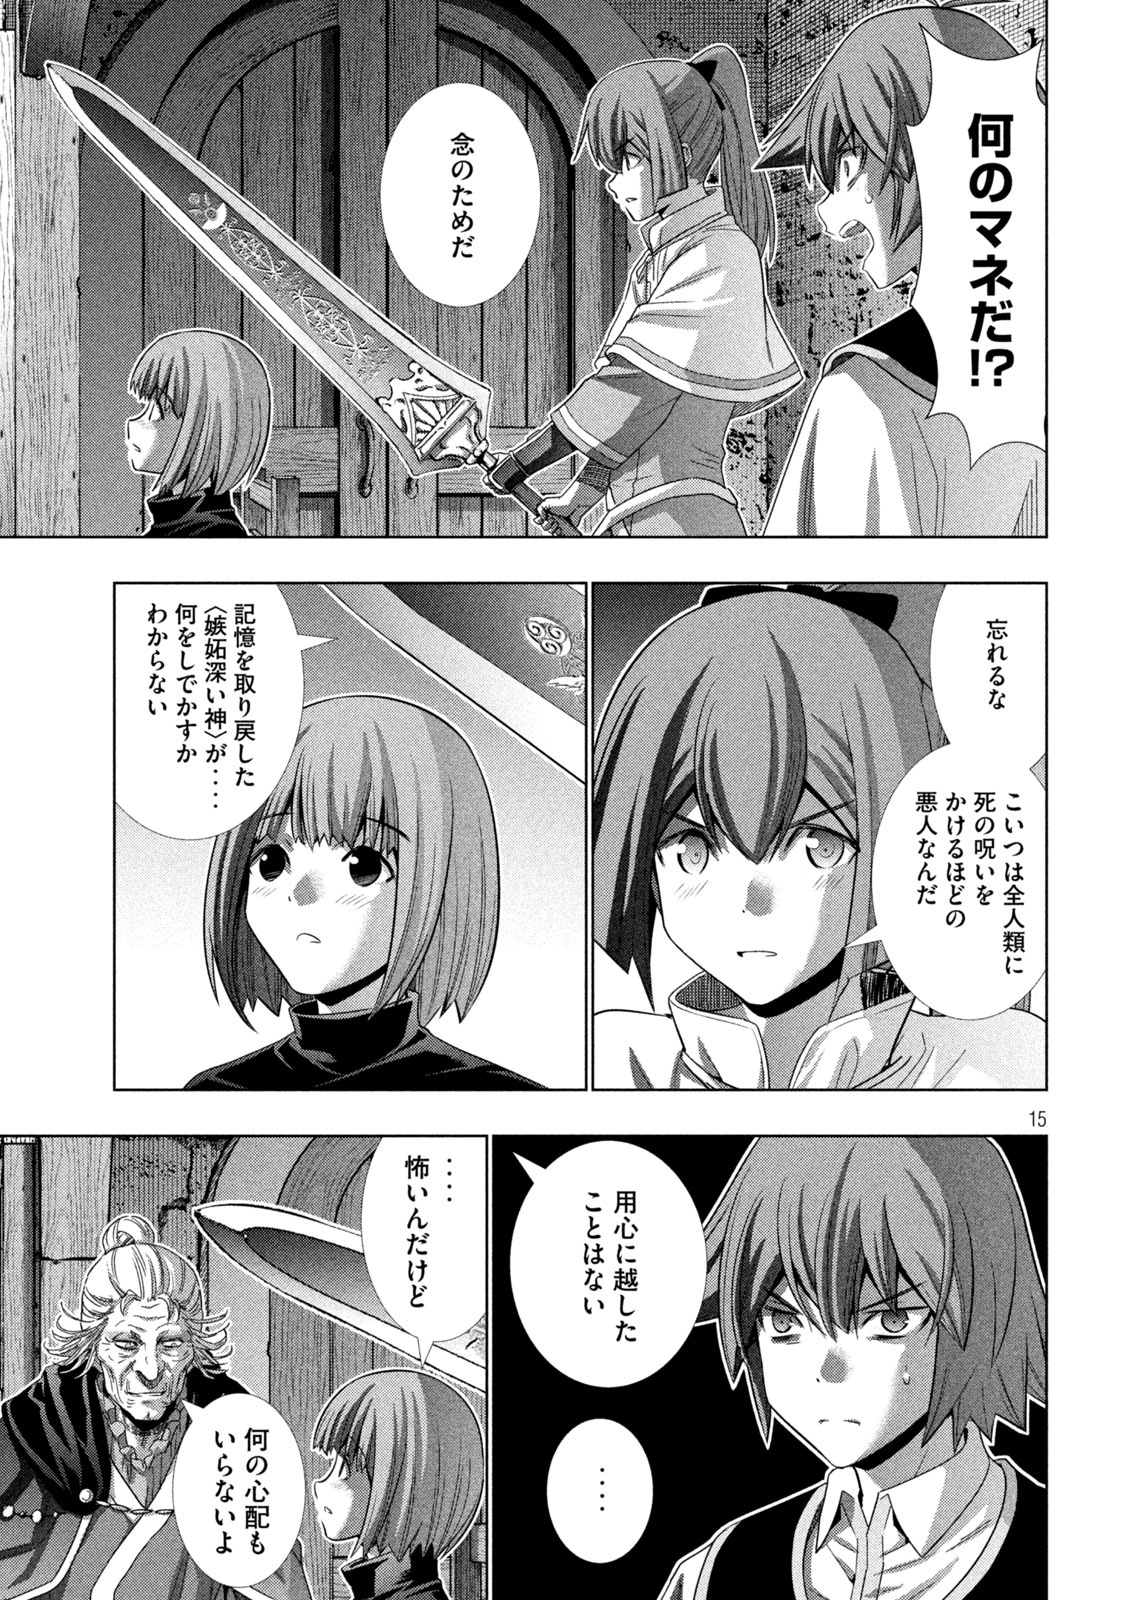 何のマネだ!?
念のためだ
忘れるな
こいつは全人類に
死の呪いを
かけるほどの
悪人なんだ
記憶を取り戻した
〈嫉妬深い神〉が‥‥
何をしでかすか
わからない
15
用心に越した
ことはない
‥‥
‥‥
怖いんだけど
何の心配も
いらないよ